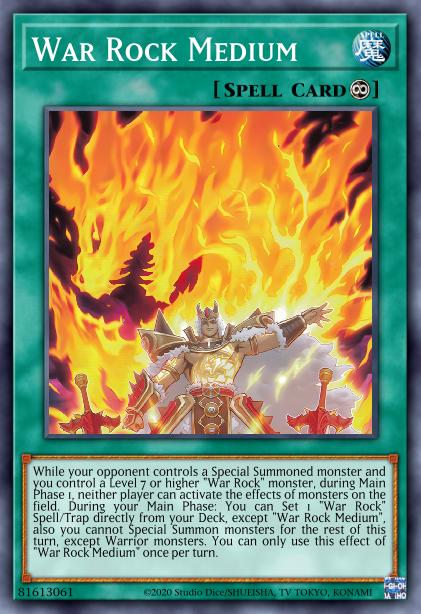 War Rock Medium
SPELL
魔
[Spell Card]
While your opponent controls a Special Summoned monster and
you control a Level 7 or higher "War Rock" monster, during Main
Phase 1, neither player can activate the effects of monsters on the
field. During your Main Phase: You can Set 1 "War Rock"
Spell/Trap directly from your Deck, except "War Rock Medium",
also you cannot Special Summon monsters for the rest of this
turn, except Warrior monsters. You can only use this effect of
"War Rock Medium" once per turn.
81613061 ©2020 Studio Dice/SHUEISHA, TV TOKYO, KONAMI